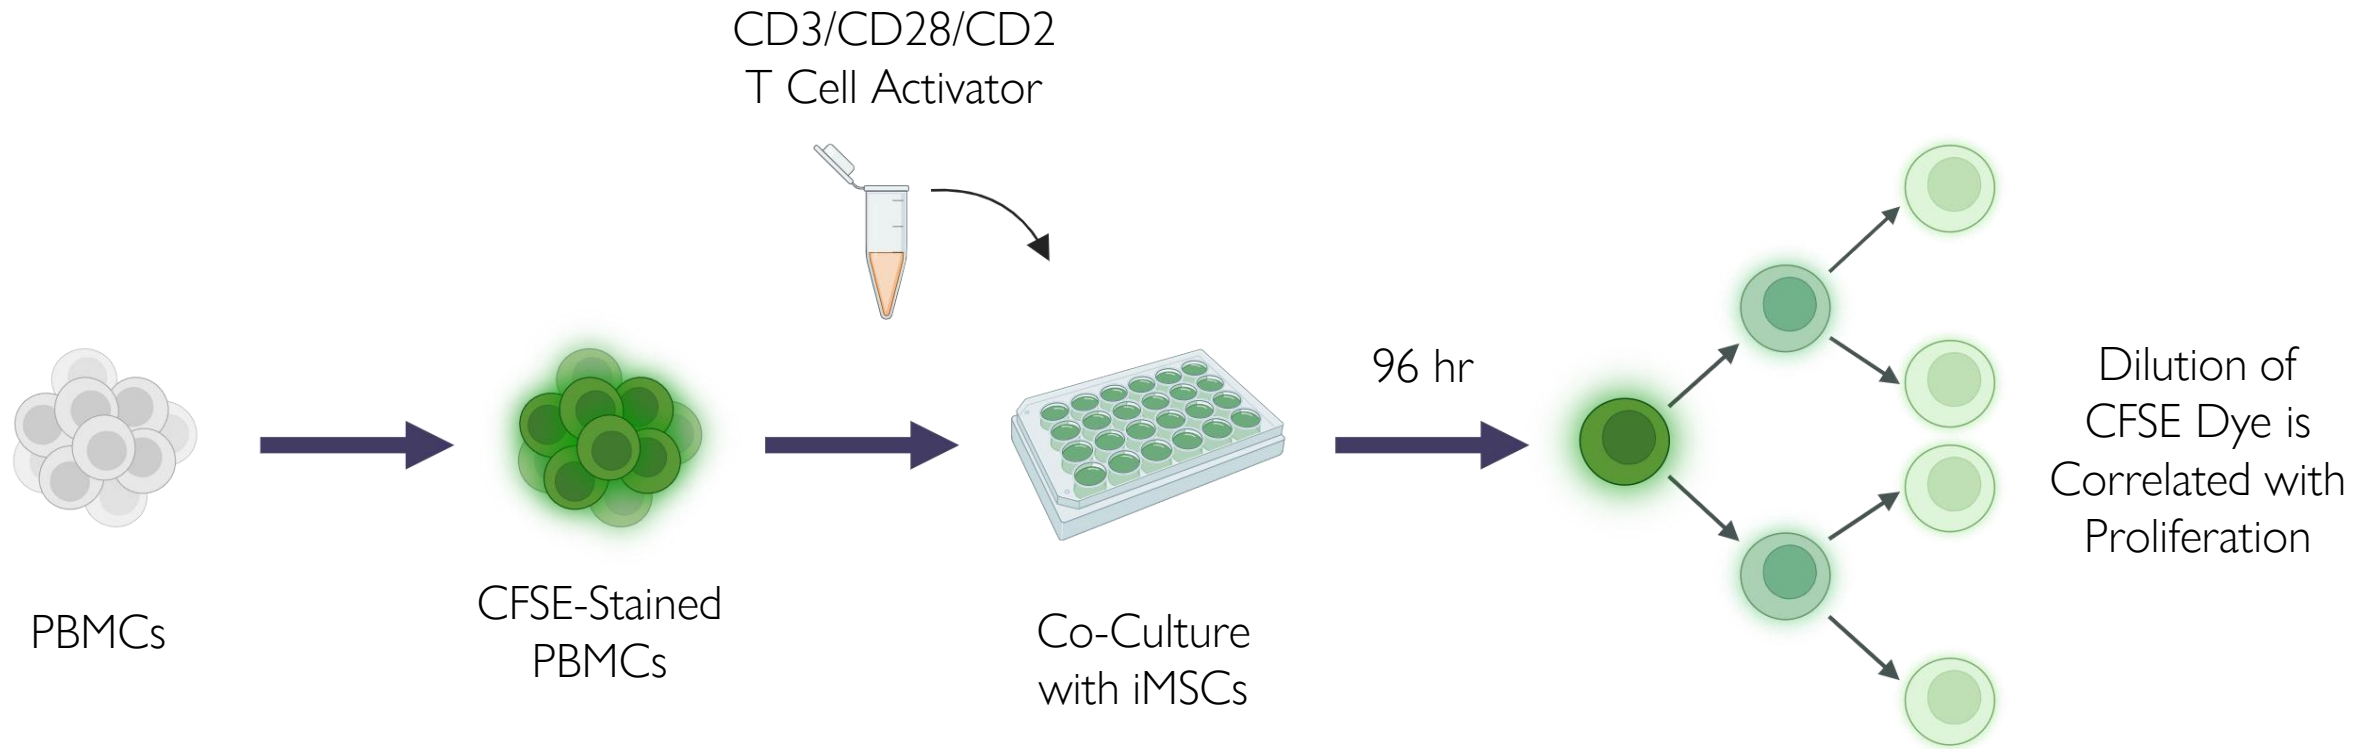 CD3/CD28/CD2
T Cell Activator
PBMCs
CFSE-Stained
PBMCs
Co-Culture
with iMSCs
96 hr
Dilution of
CFSE Dye is
Correlated with
Proliferation